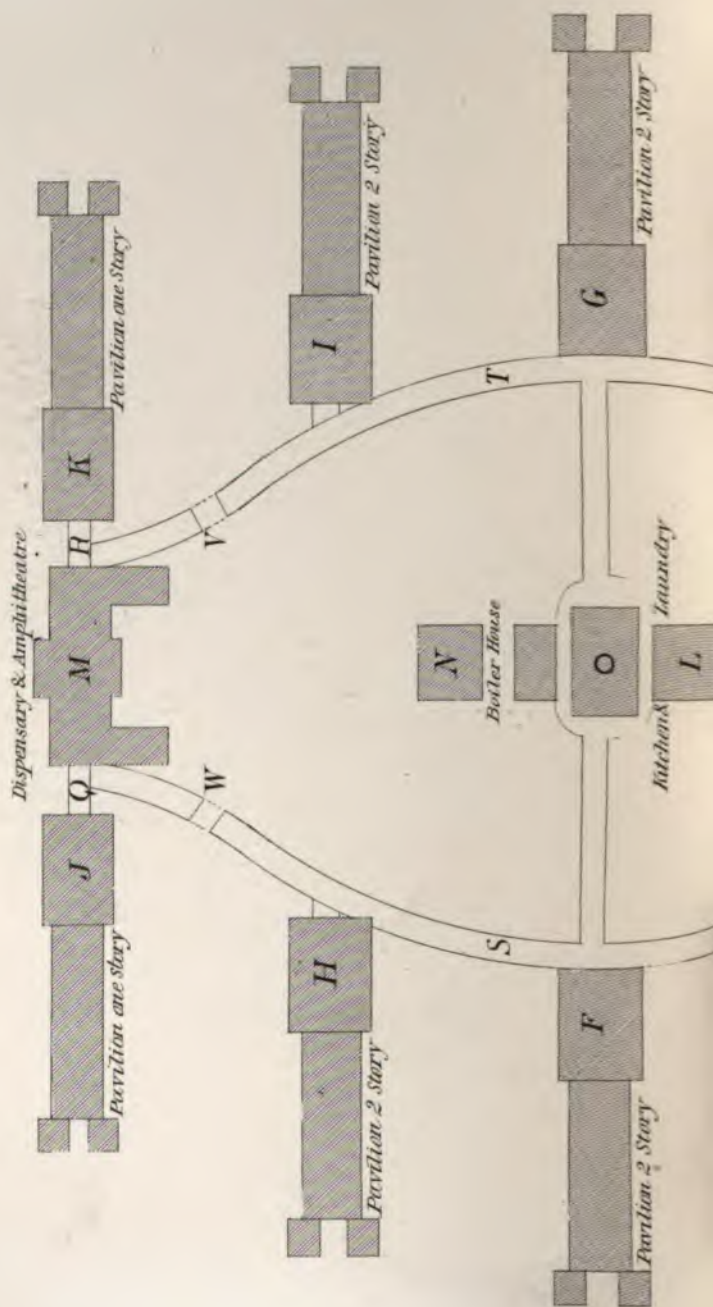 Dispensary & Amphitheatre
Pavilion one story
J
Q
M
R
K
Pavilion one Story
W
V
Pavilion 2 Story
H
I
Pavilion 2 Story
S
T
N
Boiler House
O
Kitchen &
Laundry
L
Pavilion 2 Story
F
G
Pavilion 2 Story